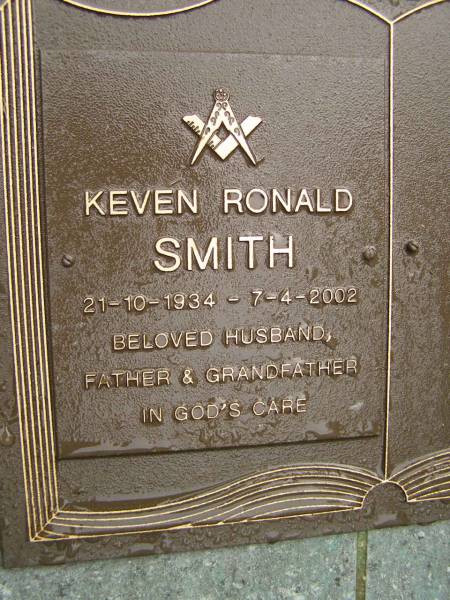 KEVEN RONALD
SMITH
21-10-1934 - 7-4-2002
BELOVED HUSBAND,
FATHER & GRANDFATHER
IN GOD'S CARE